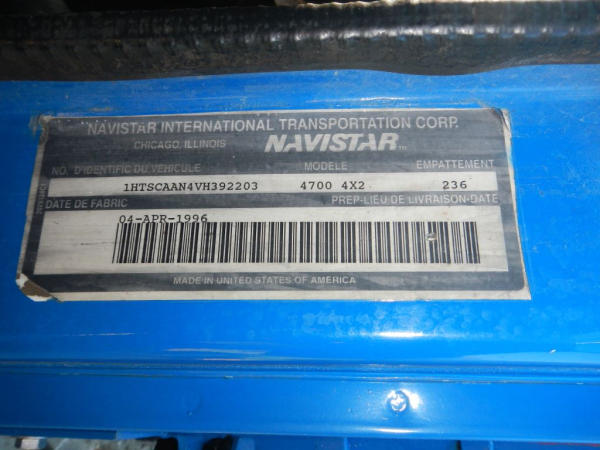 NAVISTAR INTERNATIONAL TRANSPORTATION CORP.
CHICAGO, ILLINOIS NAVISTAR
NO. D'IDENTIFIC DU VEHICULE MODELE EMPATTEMENT
1HTSCAAN4VH392203 4700 4X2 236
DATE DE FABRIC PREP-LIEU DE LIVRAISON-DATE
04-APR-1996
MADE IN UNITED STATES OF AMERICA